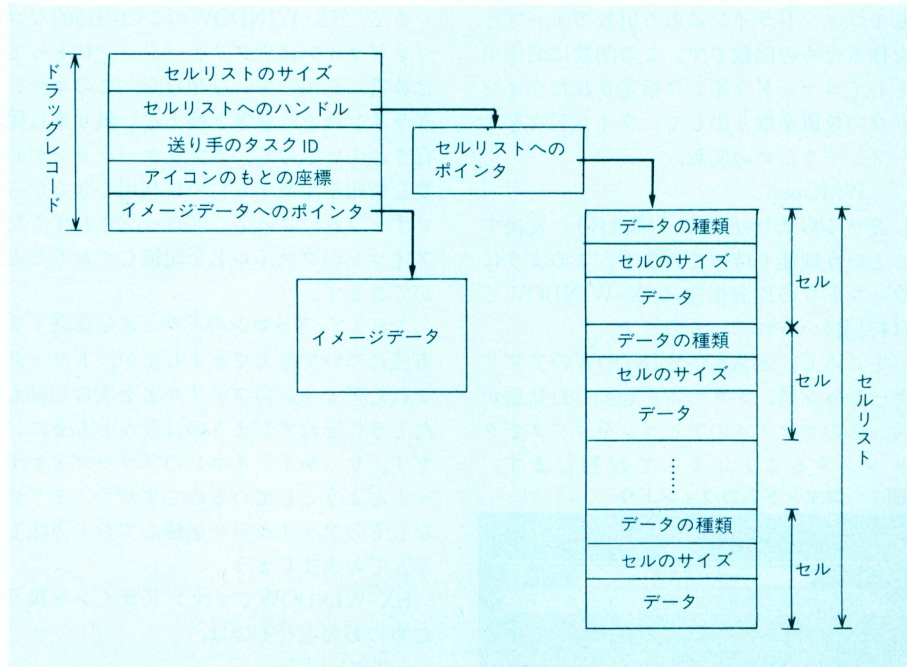 ドラッグレコード
セルリストのサイズ
セルリストへのハンドル
送り手のタスクID
アイコンのもとの座標
イメージデータへのポインタ
セルリストへの
ポインタ
イメージデータ
データの種類
セルのサイズ
データ
セル
データの種類
セルのサイズ
データ
セル
……
データの種類
セルのサイズ
データ
セル
セルリスト